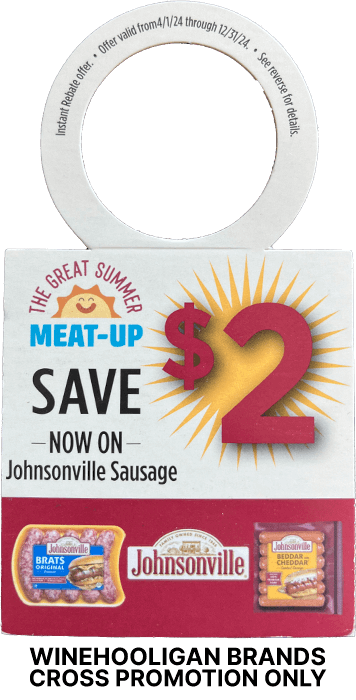 Instant Rebate offer. • Offer valid from4/1/24 through 12/31/24. • See reverse for details.
THE GREAT SUMMER
MEAT-UP
$2
SAVE
NOW ON
Johnsonville Sausage
Johnsonville
BRATS
ORIGINAL
Johnsonville
Johnsonville
BEDDAR
CHEDDAR
WINEHOOLIGAN BRANDS
CROSS PROMOTION ONLY